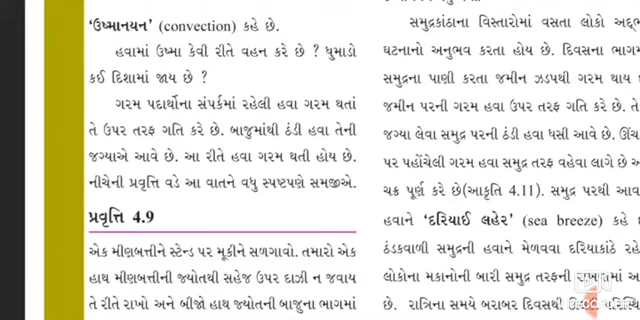 'ઉષ્માનયન' (convection) કહે છે.
હવામાં ઉષ્મા કેવી રીતે વહન કરે છે ? ધુમાડો
કઈ દિશામાં જાય છે ?
ગરમ પદાર્થોના સંપર્કમાં રહેલી હવા ગરમ થતાં
તે ઉપર તરફ ગતિ કરે છે. બાજુમાંથી ઠંડી હવા તેની
જગ્યાએ આવે છે. આ રીતે હવા ગરમ થતી હોય છે.
નીચેની પ્રવૃત્તિ વડે આ વાતને વધુ સ્પષ્ટપણે સમજીએ.
પ્રવૃત્તિ 4.9
એક મીણબત્તીને સ્ટેન્ડ પર મૂકીને સળગાવો. તમારો એક
હાથ મીણબત્તીની જ્યોતથી સહેજ ઉપર દાઝી ન જવાય
તે રીતે રાખો અને બીજો હાથ જ્યોતની બાજુના ભાગમાં
સમુદ્રકાંઠાના વિસ્તારોમાં વસતા લોકો
ઘટનાનો અનુભવ કરતા હોય છે. દિવસના ભાગમ
સમુદ્રના પાણી કરતા જમીન ઝડપથી ગરમ થાય
જમીન પરની ગરમ હવા ઉપર તરફ ગતિ કરે છે. તે
જગ્યા લેવા સમુદ્ર પરની ઠંડી હવા ધસી આવે છે. ઊંચ
પર પહોંચેલી ગરમ હવા સમુદ્ર તરફ વહેવા લાગે છે અ
ચક્ર પૂર્ણ કરે છે(આકૃતિ 4.11). સમુદ્ર પરથી આવ
હવાને 'દરિયાઈ લહેર' (sea breeze) કહે
ઠંડકવાળી સમુદ્રની હવાને મેળવવા દરિયાકાંઠે રહે
લોકોના મકાનોની બારી સમુદ્ર તરફની
છે. રાત્રિના સમયે બરાબર દિવસથી